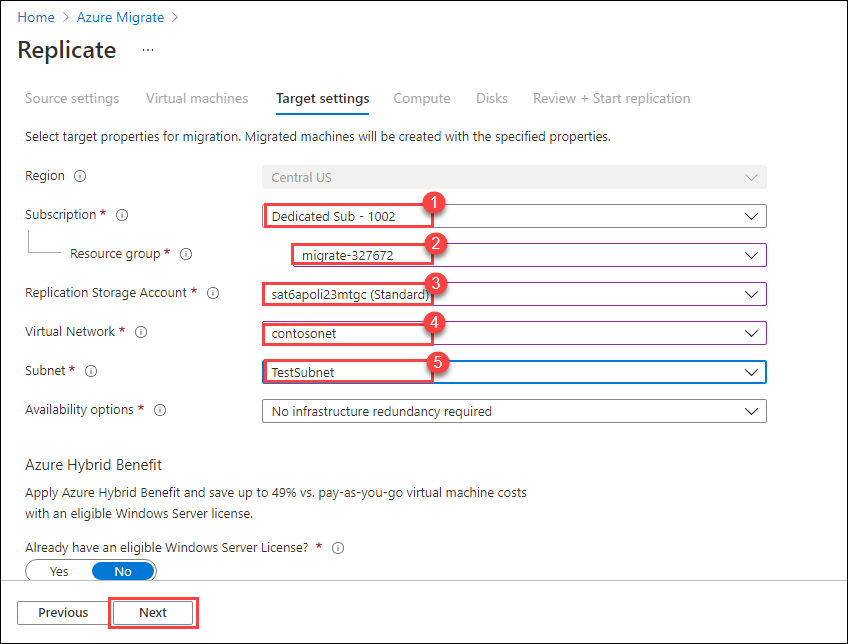 Home > Azure Migrate >
Replicate ...
Source settings Virtual machines Target settings Compute Disks Review + Start replication
Select target properties for migration. Migrated machines will be created with the specified properties.
Region Central US
Subscription * Dedicated Sub - 1002 1
Resource group * migrate-327672 2
Replication Storage Account * sat6apoli23mtgc (Standard) 3
Virtual Network * contosonet 4
Subnet * TestSubnet 5
Availability options * No infrastructure redundancy required
Azure Hybrid Benefit
Apply Azure Hybrid Benefit and save up to 49% vs. pay-as-you-go virtual machine costs
with an eligible Windows Server license.
Already have an eligible Windows Server License? *
Yes No
Previous Next